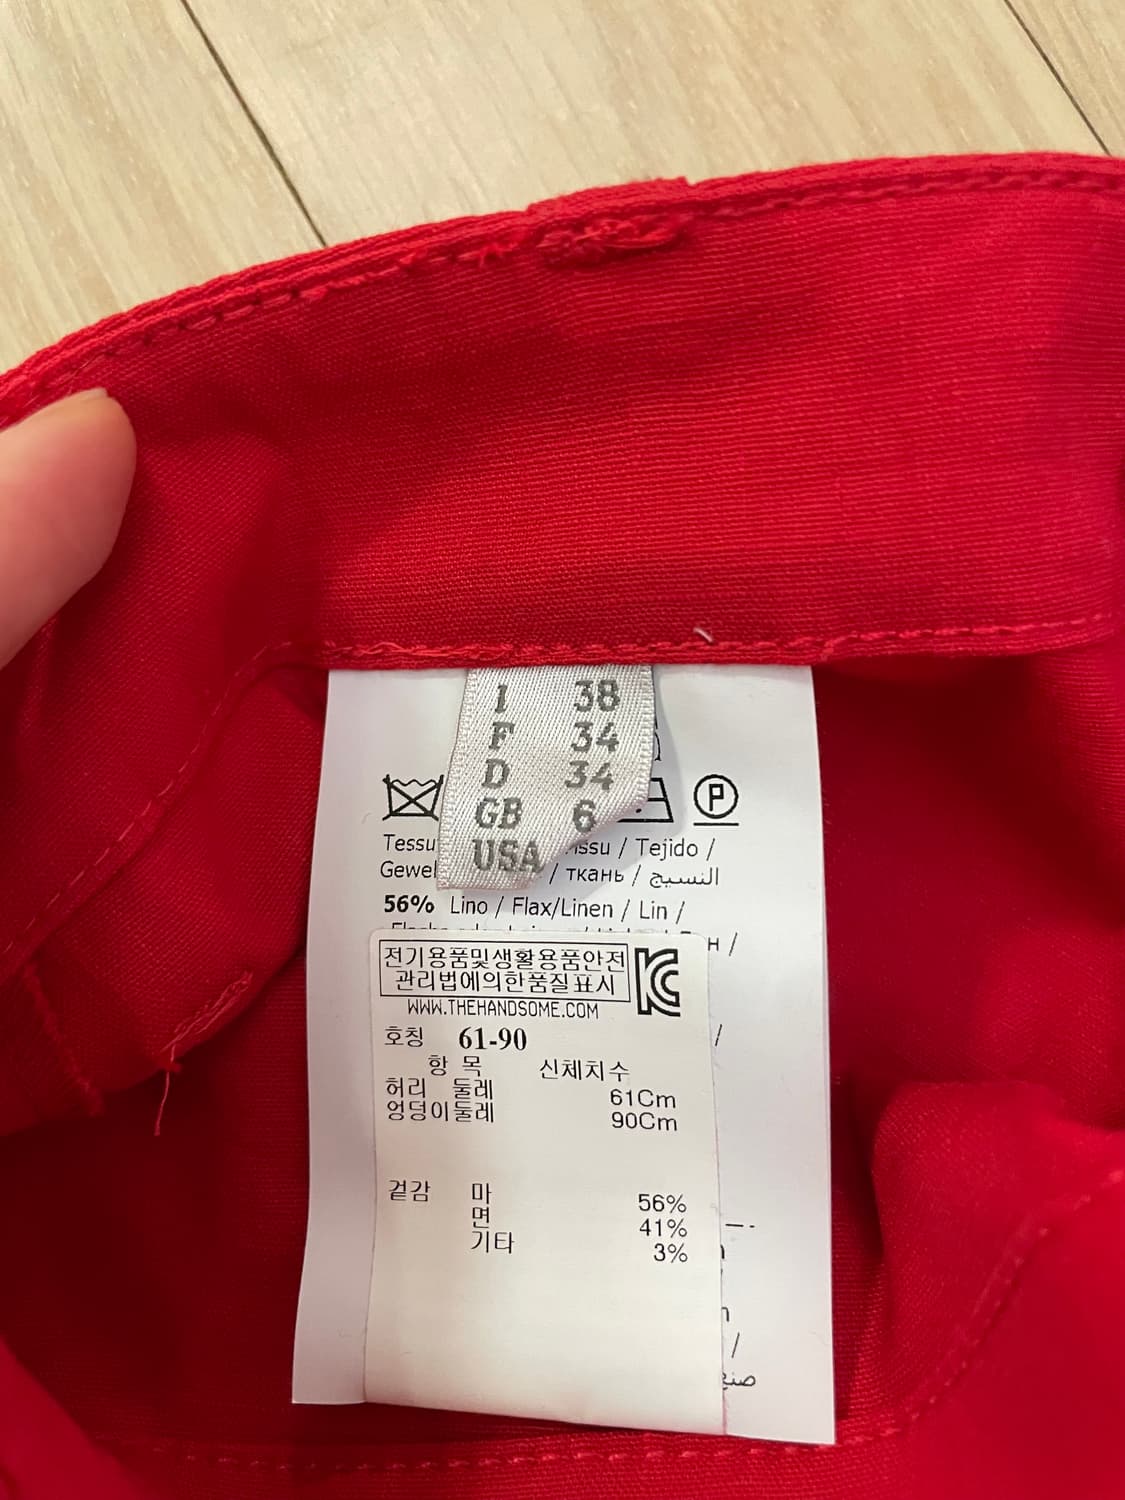 I 38
F 34
D 34
GB 6
USA
P
/ Tejido /
/ ткань / النسيج
56% Lino / Flax/Linen / Lin /
전기용품및생활용품안전
관리법에의한품질표시
WWW.THEHANDSOME.COM
호칭 61-90
항 목 신체치수
허리 둘레 61Cm
엉덩이둘레 90Cm
겉감 마 56%
면 41%
기타 3%